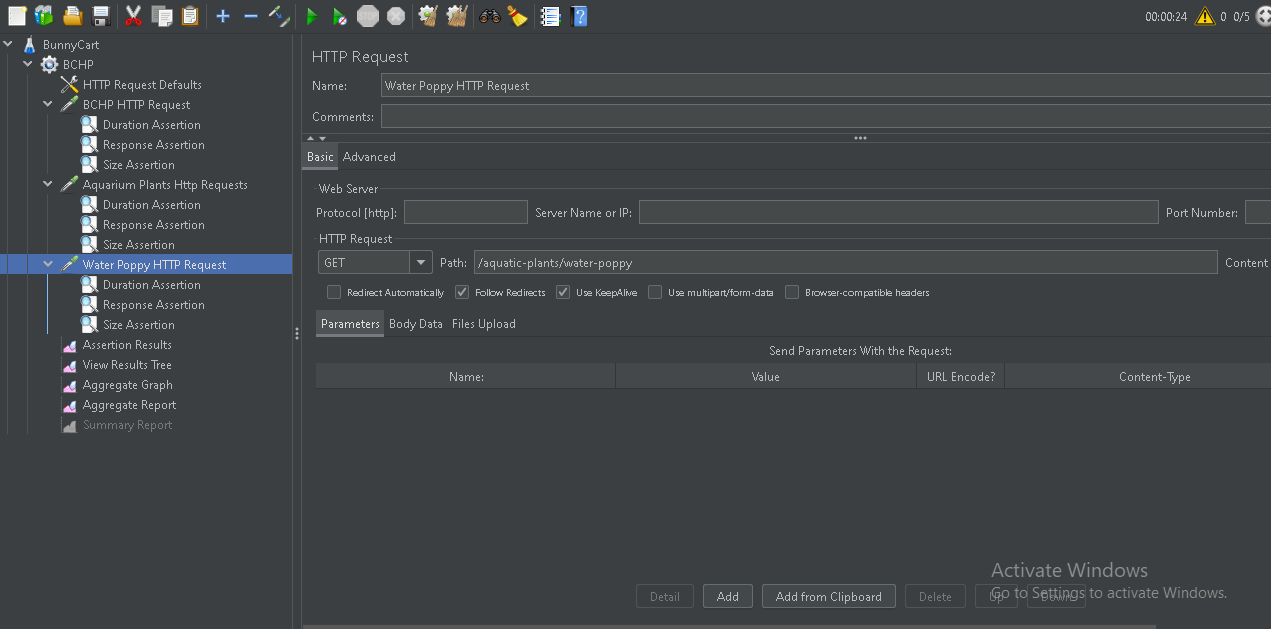 00:00:24 0 0/5
BunnyCart
BCHP
HTTP Request Defaults
BCHP HTTP Request
Duration Assertion
Response Assertion
Size Assertion
Aquarium Plants Http Requests
Duration Assertion
Response Assertion
Size Assertion
Water Poppy HTTP Request
Duration Assertion
Response Assertion
Size Assertion
Assertion Results
View Results Tree
Aggregate Graph
Aggregate Report
Summary Report
HTTP Request
Name: Water Poppy HTTP Request
Comments:
Basic Advanced
Web Server
Protocol [http]: Server Name or IP: Port Number:
HTTP Request
GET Path: /aquatic-plants/water-poppy Content
Redirect Automatically Follow Redirects Use KeepAlive Use multipart/form-data Browser-compatible headers
Parameters Body Data Files Upload
Send Parameters With the Request:
Name: Value URL Encode? Content-Type
Detail Add Add from Clipboard Delete Up Down
Activate Windows
Go to Settings to activate Windows.